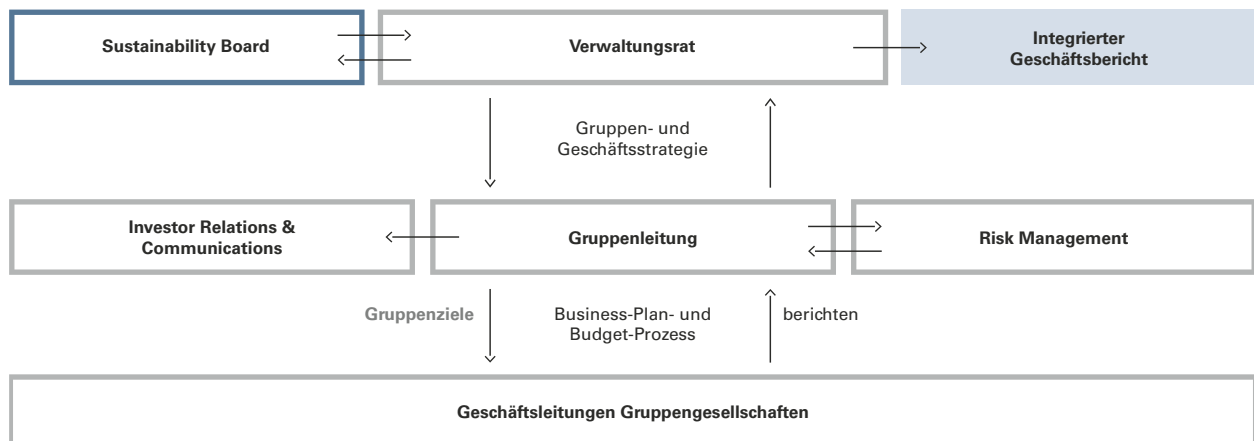 Sustainability Board
Verwaltungsrat
Integrierter
Geschäftsbericht
Gruppen- und
Geschäftsstrategie
Investor Relations &
Communications
Gruppenleitung
Risk Management
Gruppenziele
Business-Plan- und
Budget-Prozess
berichten
Geschäftsleitungen Gruppengesellschaften